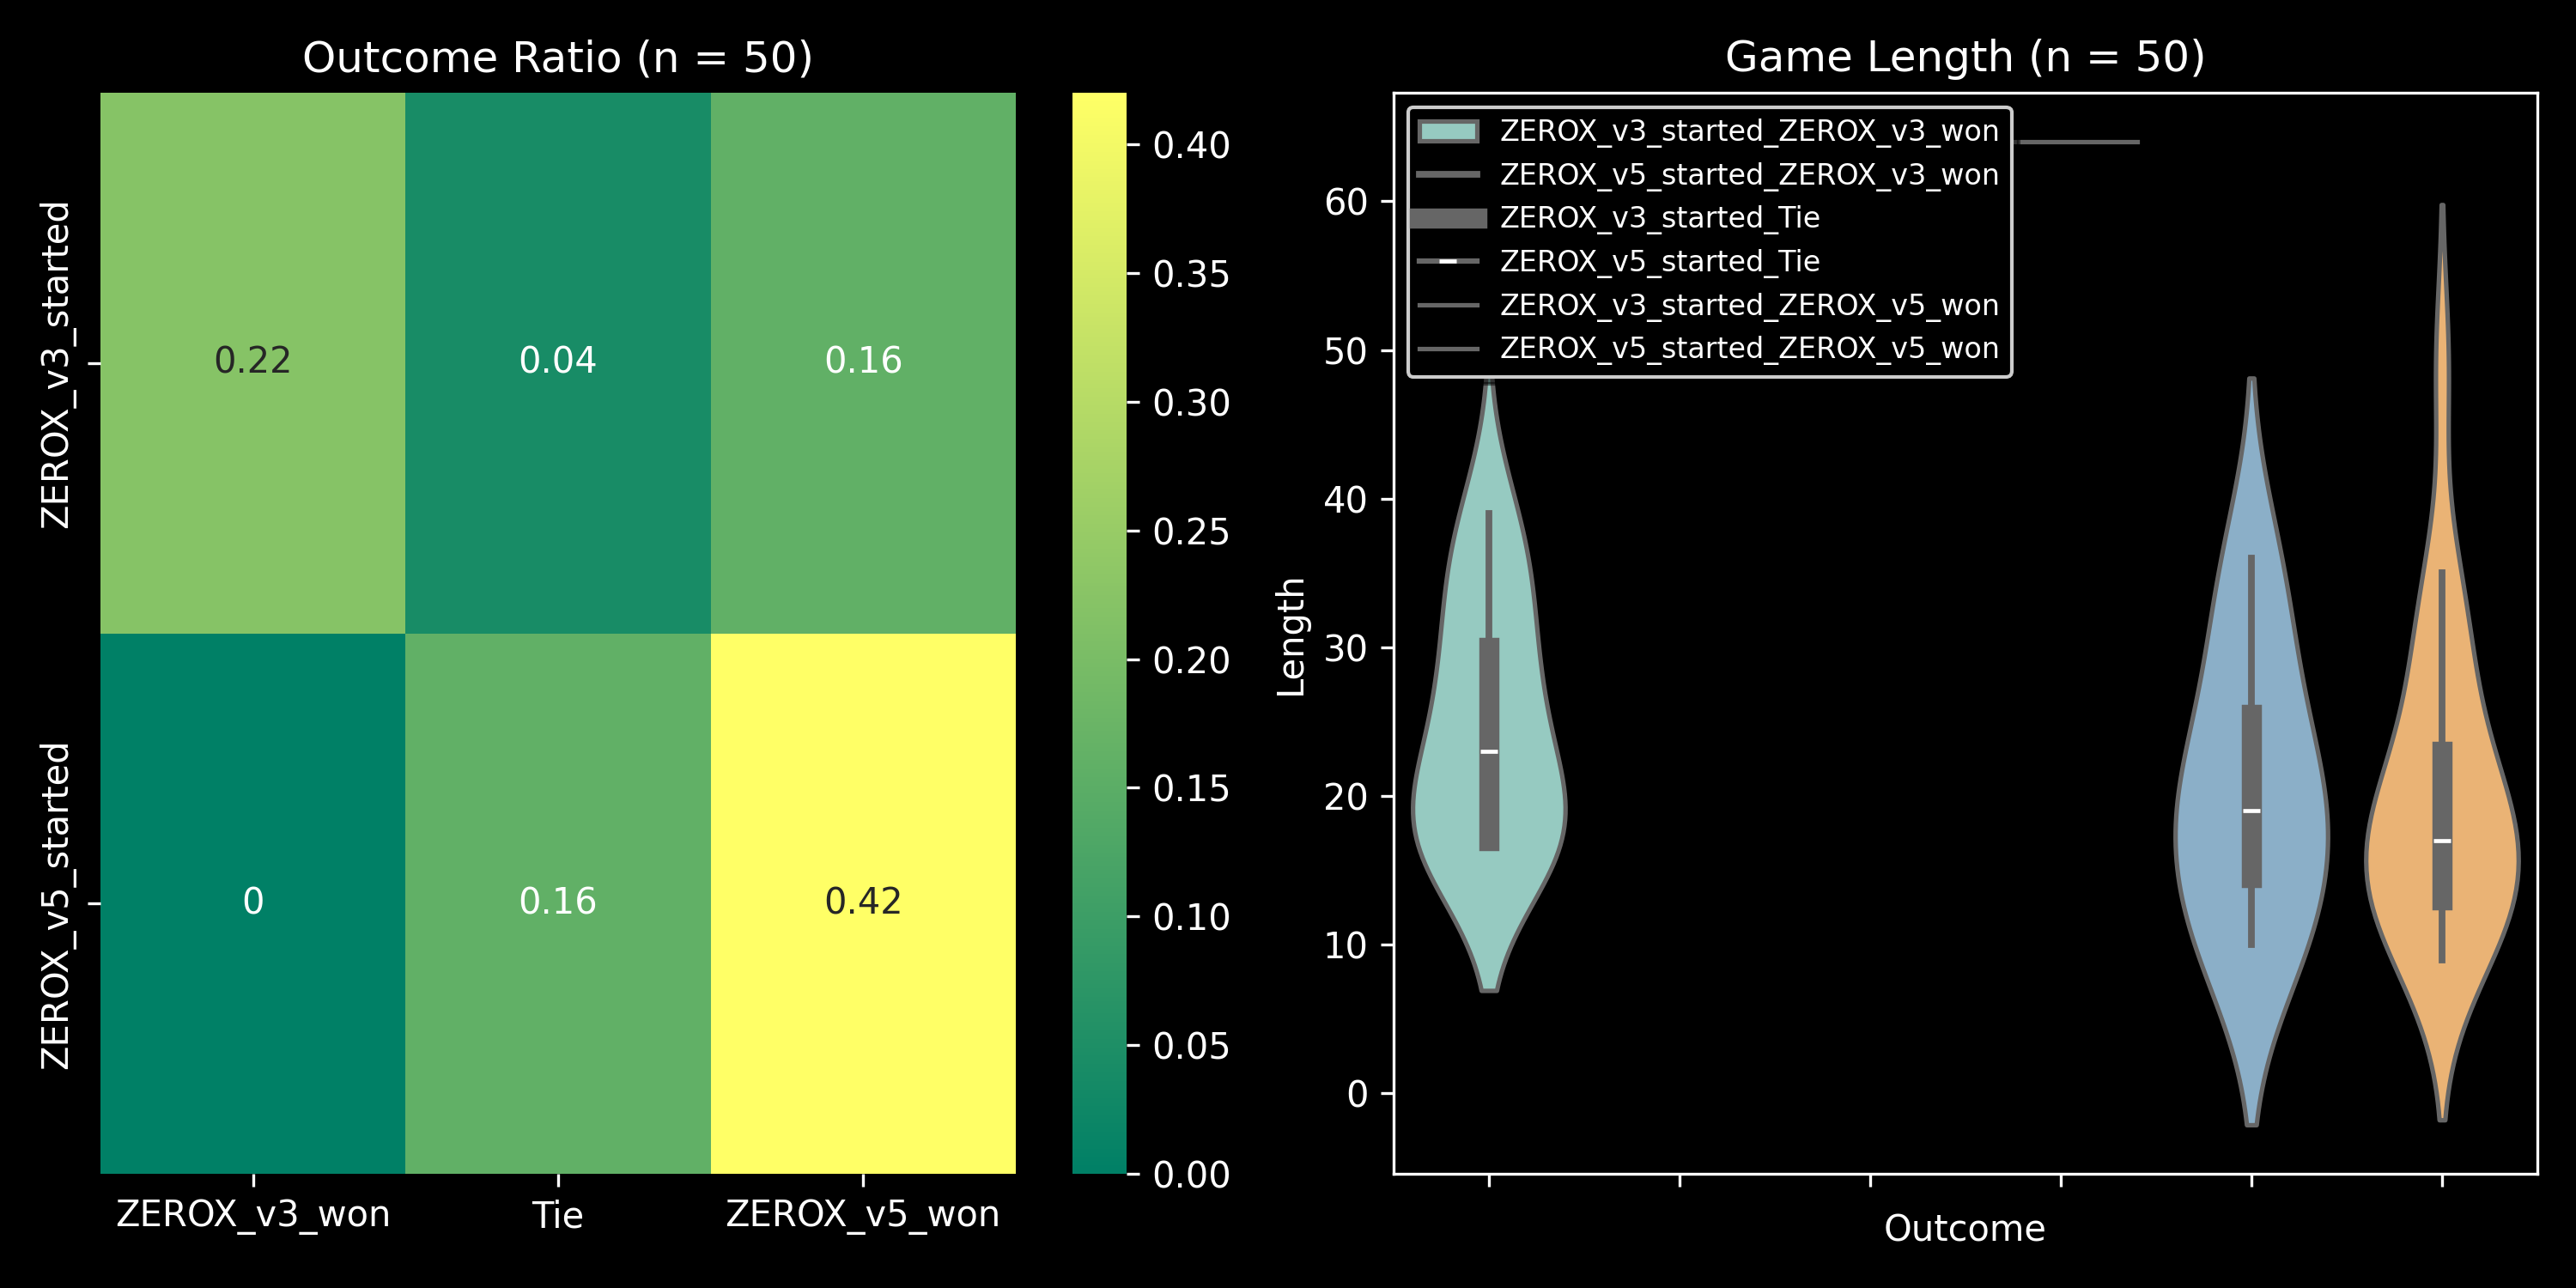 Outcome Ratio (n = 50)
ZEROX_v3_started
ZEROX_v5_started
0.22
0.04
0.16
0
0.16
0.42
ZEROX_v3_won
Tie
ZEROX_v5_won
0.40
0.35
0.30
0.25
0.20
0.15
0.10
0.05
0.00
Game Length (n = 50)
ZEROX_v3_started_ZEROX_v3_won
ZEROX_v5_started_ZEROX_v3_won
ZEROX_v3_started_Tie
ZEROX_v5_started_Tie
ZEROX_v3_started_ZEROX_v5_won
ZEROX_v5_started_ZEROX_v5_won
Length
60
50
40
30
20
10
0
Outcome